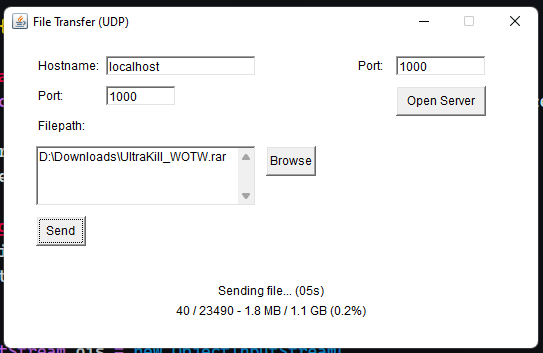 File Transfer (UDP)
Hostname: localhost
Port: 1000
Port: 1000
Open Server
Filepath:
D:\Downloads\UltraKill_WOTW.rar
Browse
Send
Sending file... (05s)
40 / 23490 - 1.8 MB / 1.1 GB (0.2%)